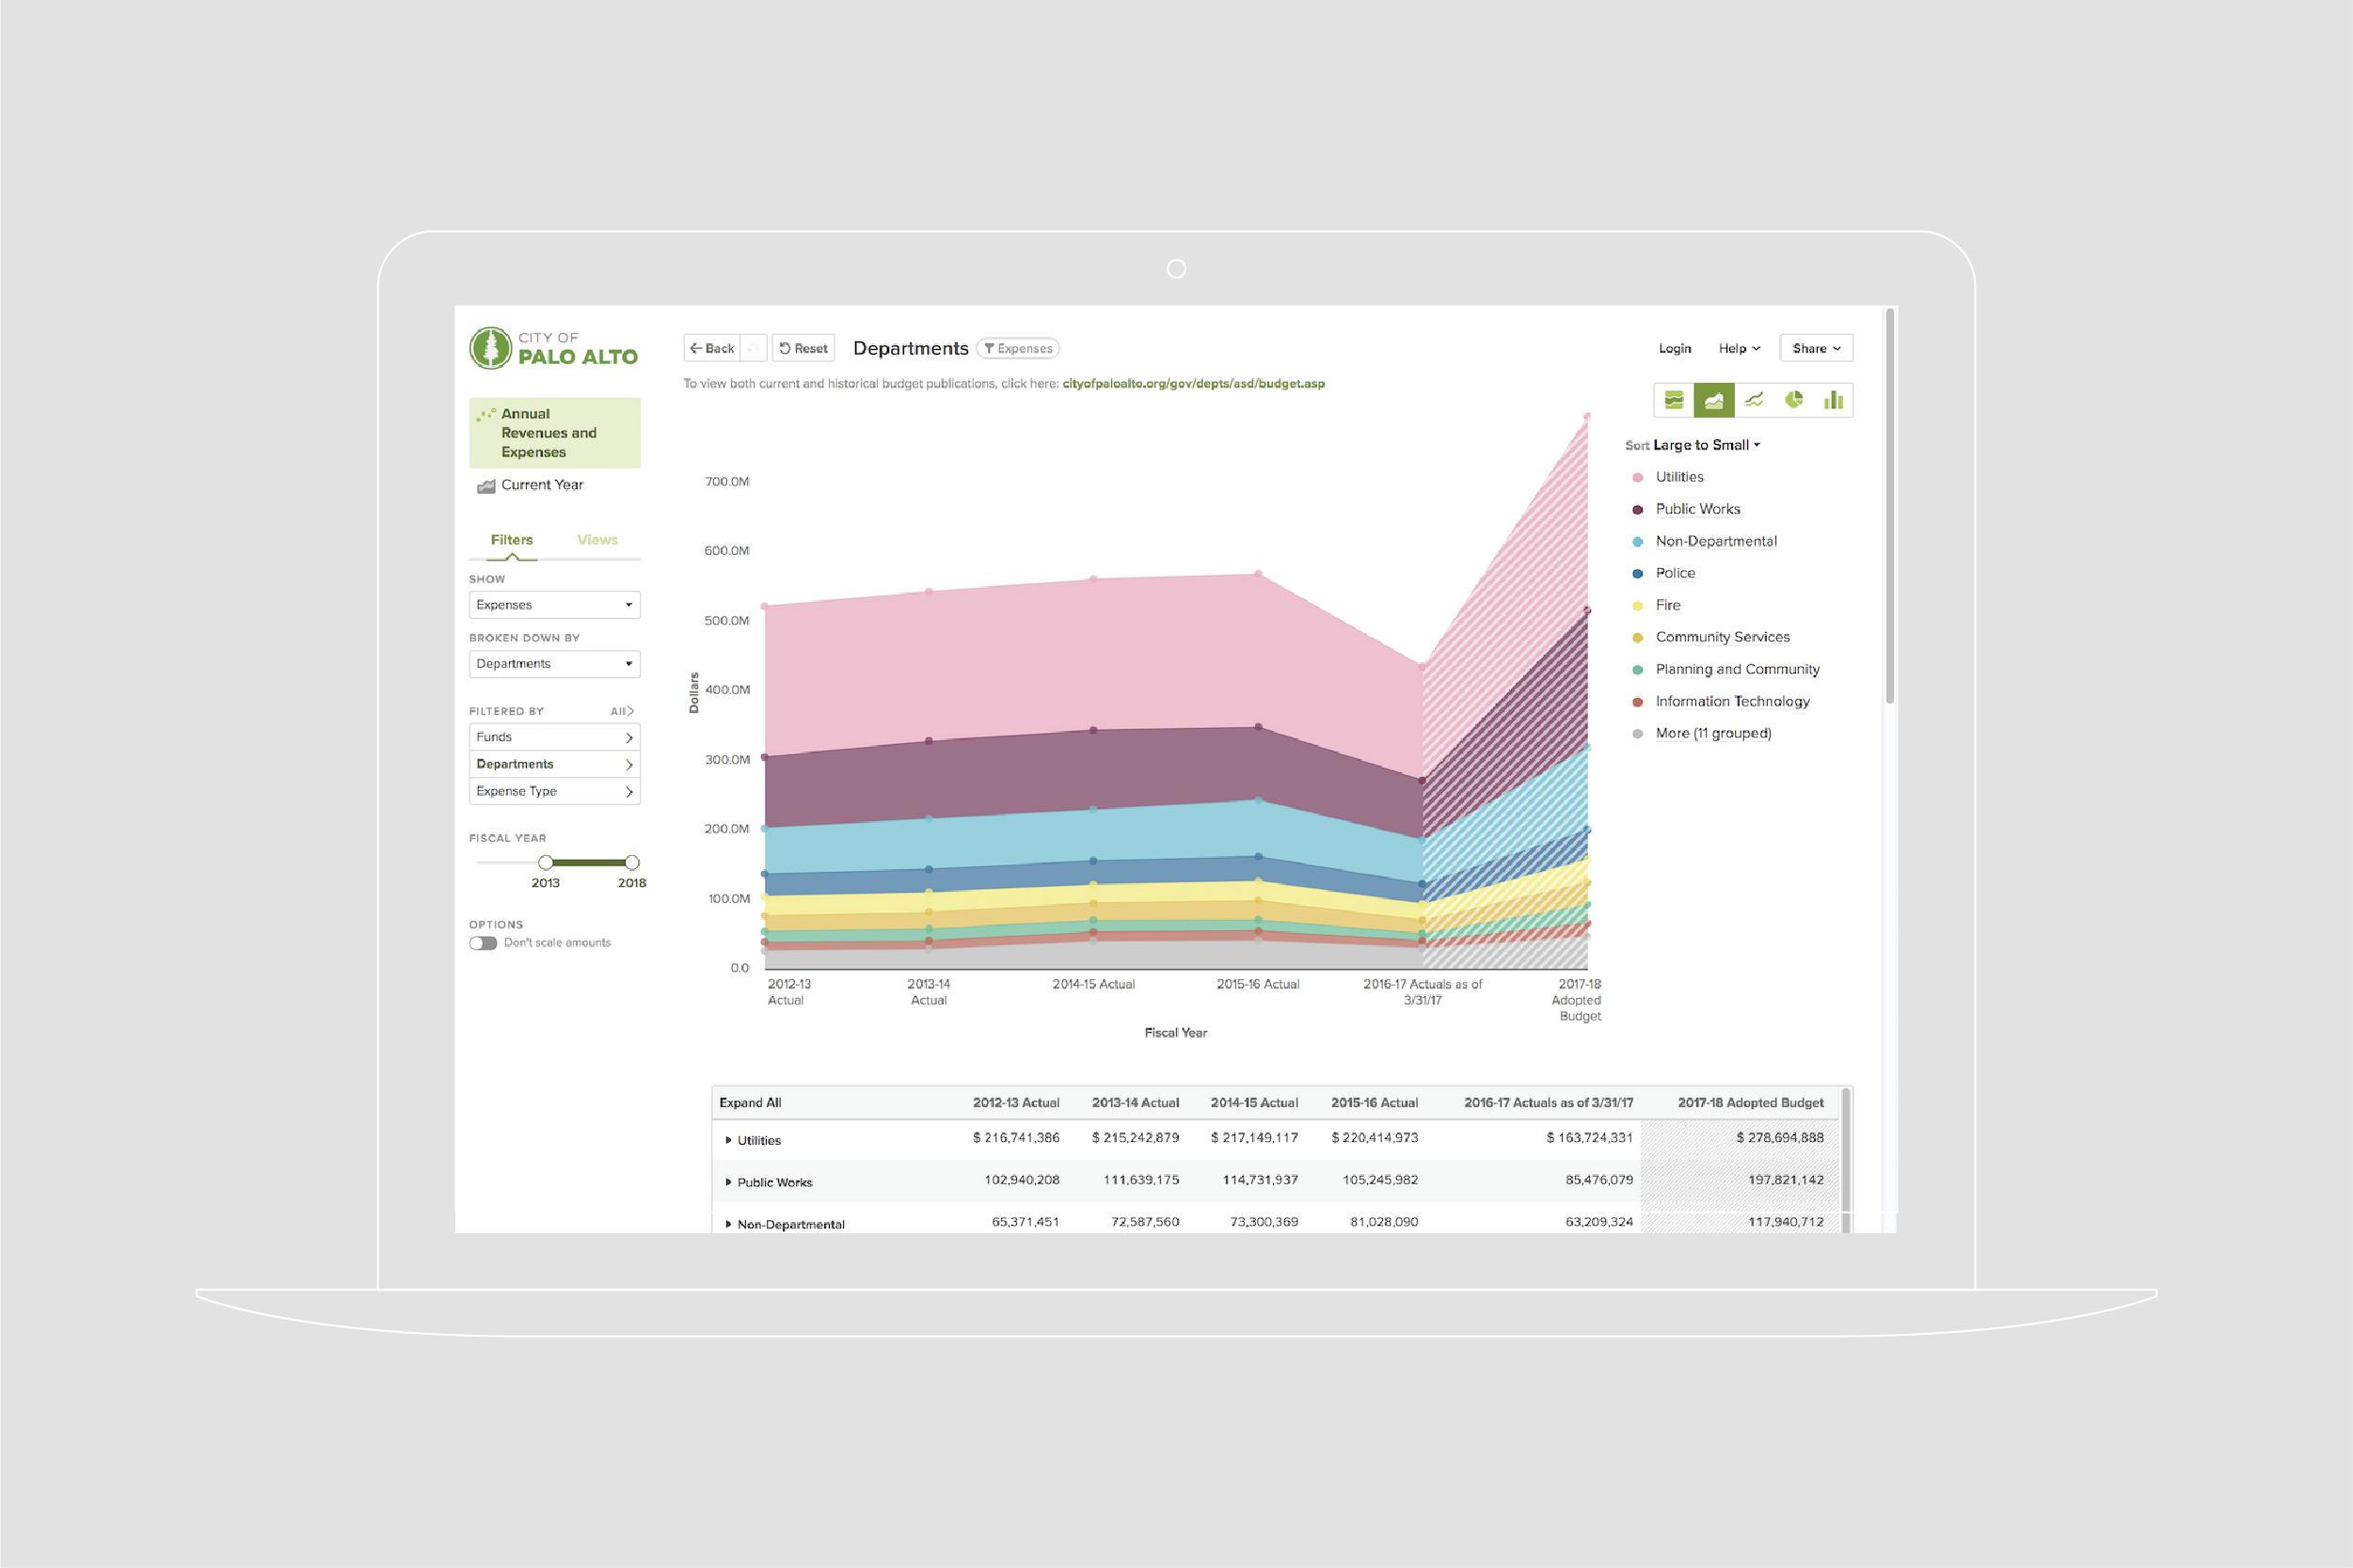 CITY OF
PALO ALTO
Back
Reset
Departments
Expenses
Login
Help
Share
To view both current and historical budget publications, click here: cityofpaloalto.org/gov/depts/asd/budget.asp
Annual
Revenues and
Expenses
Current Year
Filters
Views
SHOW
Expenses
BROKEN DOWN BY
Departments
FILTERED BY
All
Funds
Departments
Expense Type
FISCAL YEAR
2013
2018
OPTIONS
Don't scale amounts
Dollars
700.0M
600.0M
500.0M
400.0M
300.0M
200.0M
100.0M
0.0
2012-13
Actual
2013-14
Actual
2014-15 Actual
2015-16 Actual
2016-17 Actuals as of
3/31/17
2017-18
Adopted
Budget
Fiscal Year
Sort Large to Small
Utilities
Public Works
Non-Departmental
Police
Fire
Community Services
Planning and Community
Information Technology
More (11 grouped)
Expand All 2012-13 Actual 2013-14 Actual 2014-15 Actual 2015-16 Actual 2016-17 Actuals as of 3/31/17 2017-18 Adopted Budget
Utilities $ 216,741,386 $ 215,242,879 $ 217,149,117 $ 220,414,973 $ 163,724,331 $ 278,694,888
Public Works 102,940,208 111,639,175 114,731,937 105,245,982 85,476,079 197,821,142
Non-Departmental 65,371,451 72,587,560 73,300,369 81,028,090 63,209,324 117,940,712